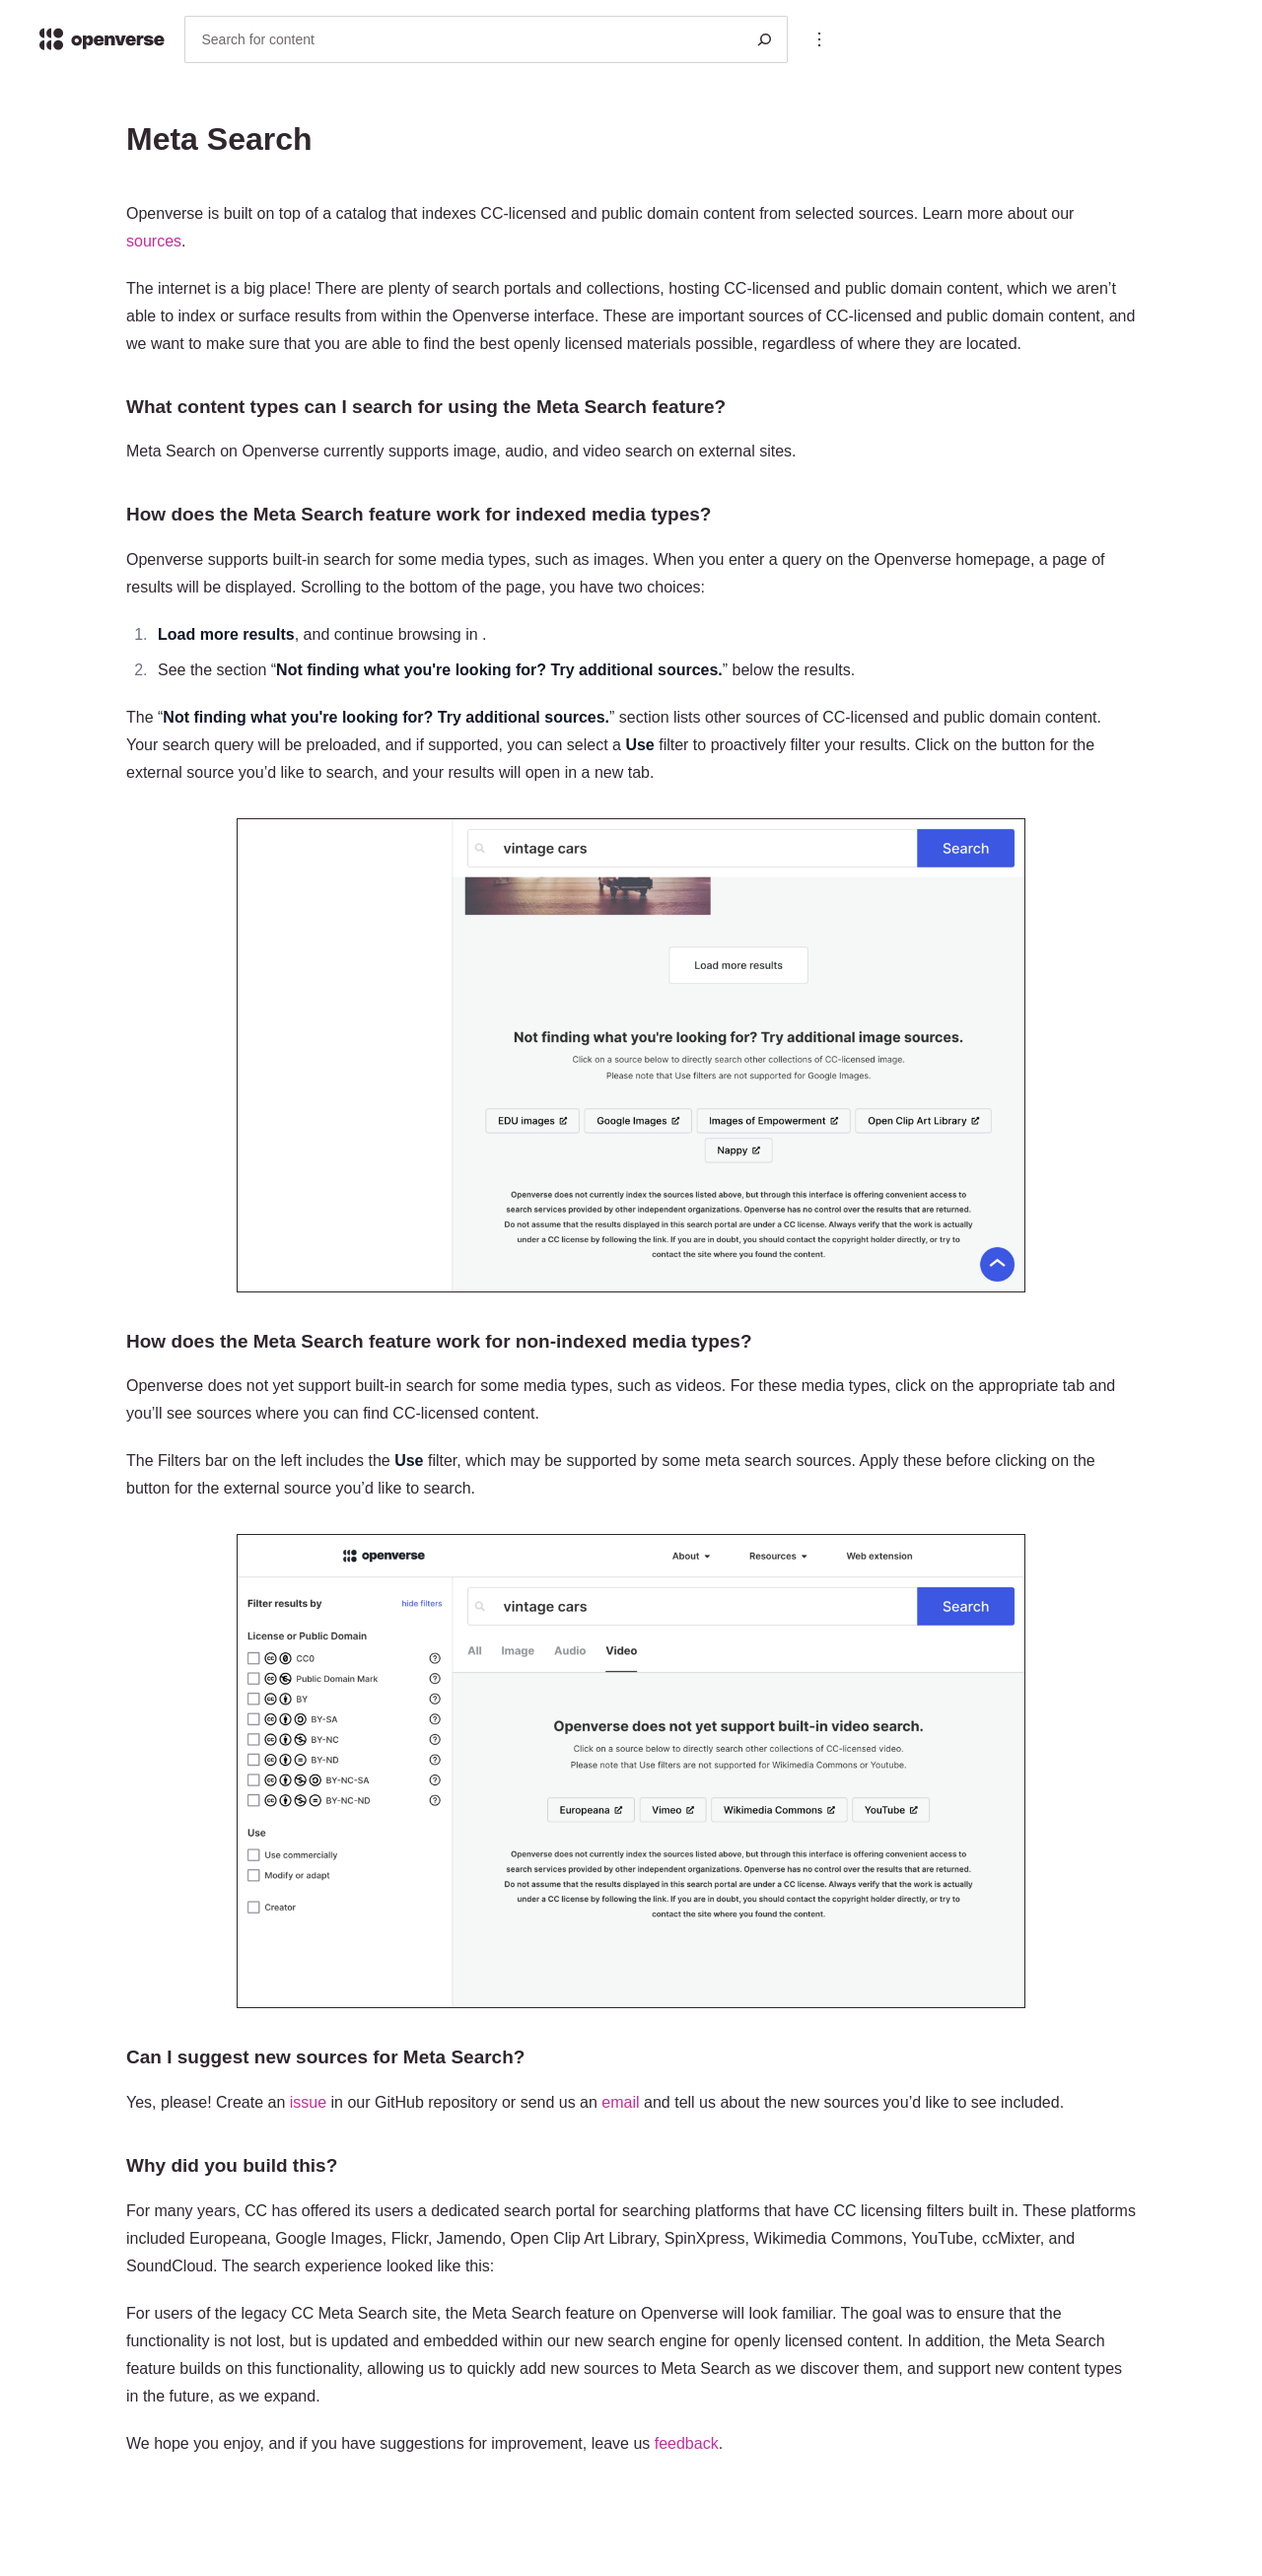 openverse
Search for content
Meta Search
Openverse is built on top of a catalog that indexes CC-licensed and public domain content from selected sources. Learn more about our
sources.
The internet is a big place! There are plenty of search portals and collections, hosting CC-licensed and public domain content, which we aren’t
able to index or surface results from within the Openverse interface. These are important sources of CC-licensed and public domain content, and
we want to make sure that you are able to find the best openly licensed materials possible, regardless of where they are located.
What content types can I search for using the Meta Search feature?
Meta Search on Openverse currently supports image, audio, and video search on external sites.
How does the Meta Search feature work for indexed media types?
Openverse supports built-in search for some media types, such as images. When you enter a query on the Openverse homepage, a page of
results will be displayed. Scrolling to the bottom of the page, you have two choices:
1. Load more results, and continue browsing in .
2. See the section “Not finding what you're looking for? Try additional sources.” below the results.
The “Not finding what you're looking for? Try additional sources.” section lists other sources of CC-licensed and public domain content.
Your search query will be preloaded, and if supported, you can select a Use filter to proactively filter your results. Click on the button for the
external source you’d like to search, and your results will open in a new tab.
vintage cars Search
Load more results
Not finding what you're looking for? Try additional image sources.
Click on a source below to directly search other collections of CC-licensed image.
Please note that Use filters are not supported for Google Images.
EDU images Google Images Images of Empowerment Open Clip Art Library
Nappy
Openverse does not currently index the sources listed above, but through this interface is offering convenient access to
search services provided by other independent organizations. Openverse has no control over the results that are returned.
Do not assume that the results displayed in this search portal are under a CC license. Always verify that the work is actually
under a CC license by following the link. If you are in doubt, you should contact the copyright holder directly, or try to
contact the site where you found the content.
How does the Meta Search feature work for non-indexed media types?
Openverse does not yet support built-in search for some media types, such as videos. For these media types, click on the appropriate tab and
you’ll see sources where you can find CC-licensed content.
The Filters bar on the left includes the Use filter, which may be supported by some meta search sources. Apply these before clicking on the
button for the external source you’d like to search.
openverse About Resources Web extension
Filter results by hide filters
License or Public Domain
CC0
Public Domain Mark
BY
BY-SA
BY-NC
BY-ND
BY-NC-SA
BY-NC-ND
Use
Use commercially
Modify or adapt
Creator
vintage cars Search
All Image Audio Video
Openverse does not yet support built-in video search.
Click on a source below to directly search other collections of CC-licensed video.
Please note that Use filters are not supported for Wikimedia Commons or Youtube.
Europeana Vimeo Wikimedia Commons YouTube
Openverse does not currently index the sources listed above, but through this interface is offering convenient access to
search services provided by other independent organizations. Openverse has no control over the results that are returned.
Do not assume that the results displayed in this search portal are under a CC license. Always verify that the work is actually
under a CC license by following the link. If you are in doubt, you should contact the copyright holder directly, or try to
contact the site where you found the content.
Can I suggest new sources for Meta Search?
Yes, please! Create an issue in our GitHub repository or send us an email and tell us about the new sources you’d like to see included.
Why did you build this?
For many years, CC has offered its users a dedicated search portal for searching platforms that have CC licensing filters built in. These platforms
included Europeana, Google Images, Flickr, Jamendo, Open Clip Art Library, SpinXpress, Wikimedia Commons, YouTube, ccMixter, and
SoundCloud. The search experience looked like this:
For users of the legacy CC Meta Search site, the Meta Search feature on Openverse will look familiar. The goal was to ensure that the
functionality is not lost, but is updated and embedded within our new search engine for openly licensed content. In addition, the Meta Search
feature builds on this functionality, allowing us to quickly add new sources to Meta Search as we discover them, and support new content types
in the future, as we expand.
We hope you enjoy, and if you have suggestions for improvement, leave us feedback.